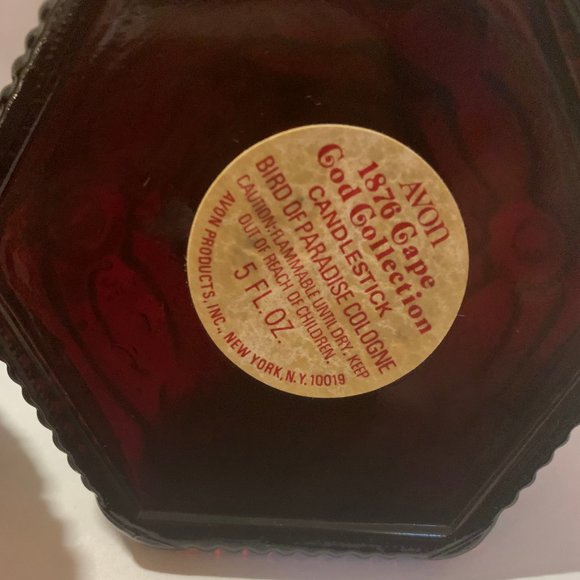 AVON
1876 Cape
Cod Collection
CANDLESTICK
BIRD OF PARADISE COLOGNE
CAUTION: FLAMMABLE UNTIL DRY. KEEP
OUT OF REACH OF CHILDREN.
5 FL. OZ.
AVON PRODUCTS, INC., NEW YORK, N.Y. 10019